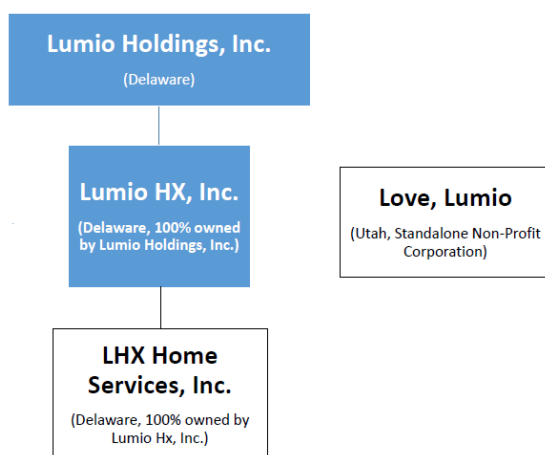 Lumio Holdings, Inc.
(Delaware)
Lumio HX, Inc.
(Delaware, 100% owned
by Lumio Holdings, Inc.)
Love, Lumio
(Utah, Standalone Non-Profit
Corporation)
LHX Home
Services, Inc.
(Delaware, 100% owned by
Lumio Hx, Inc.)